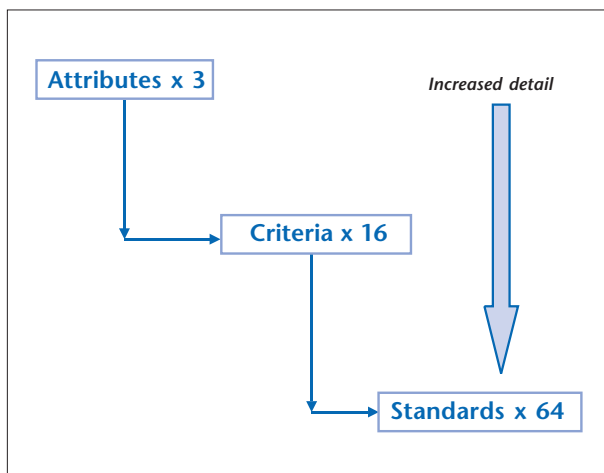 Attributes x 3
Increased detail
Criteria x 16
Standards x 64